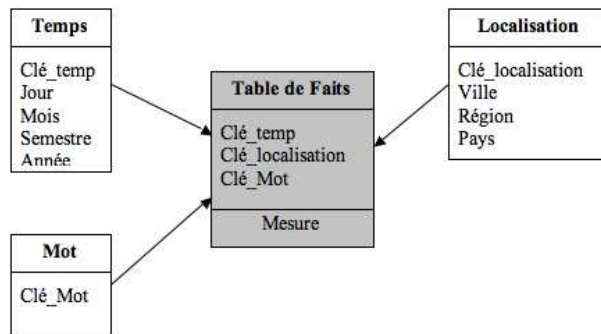 Temps
Clé_temp
Jour
Mois
Semestre
Année
Table de Faits
Clé_temp
Clé_localisation
Clé_Mot
Mesure
Localisation
Clé_localisation
Ville
Région
Pays
Mot
Clé_Mot